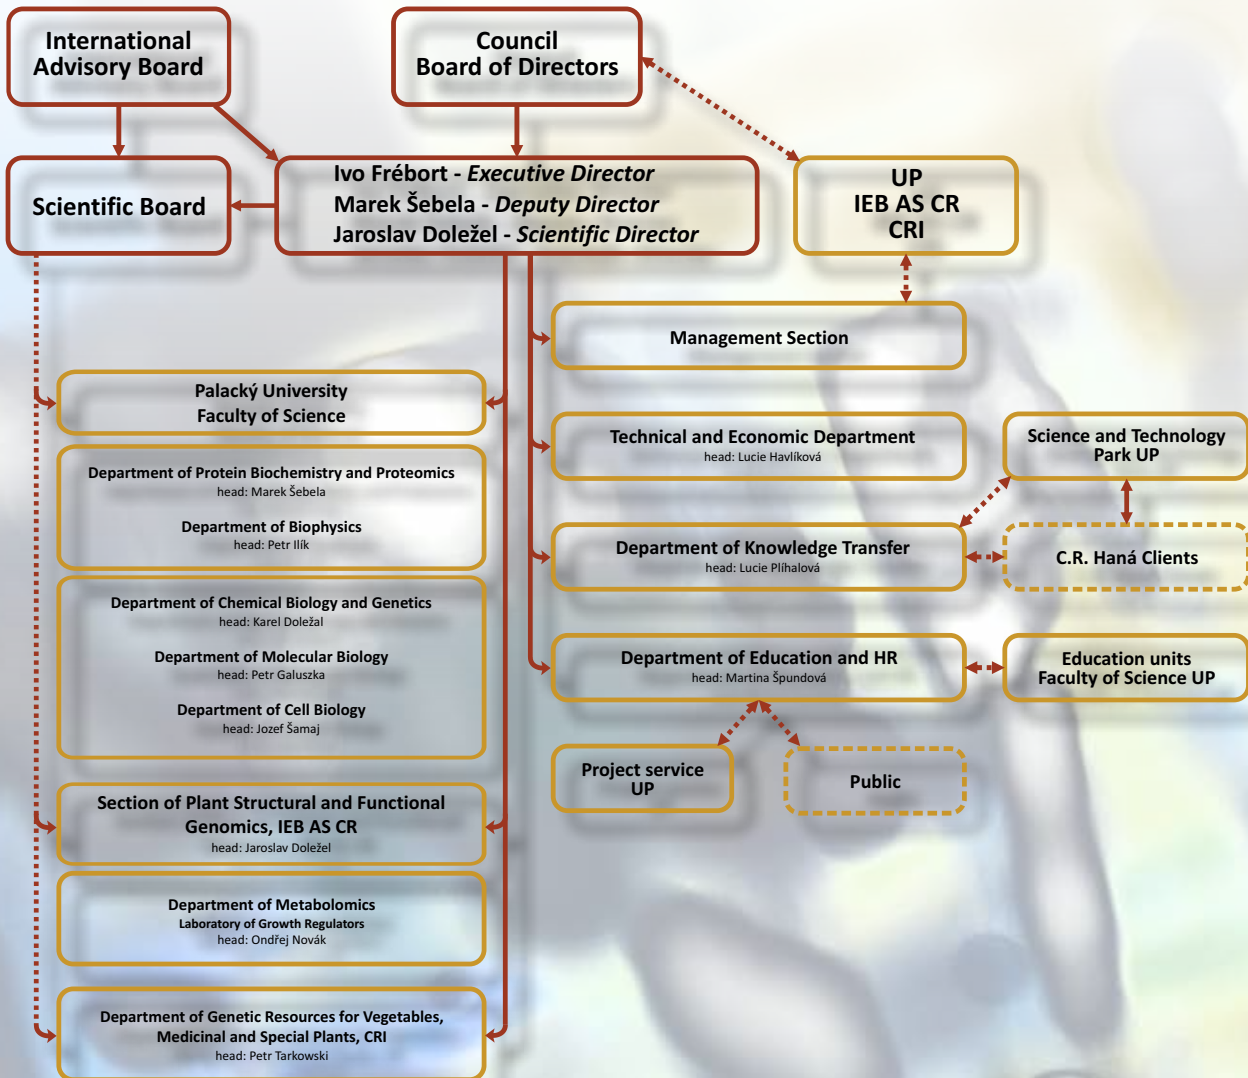 International
Advisory Board
Council
Board of Directors
Scientific Board
Ivo Frébort - Executive Director
Marek Šebela - Deputy Director
Jaroslav Doležel - Scientific Director
UP
IEB AS CR
CRI
Management Section
Palacký University
Faculty of Science
Technical and Economic Department
head: Lucie Havlíková
Science and Technology
Park UP
Department of Protein Biochemistry and Proteomics
head: Marek Šebela
Department of Biophysics
head: Petr Ilík
Department of Knowledge Transfer
head: Lucie Plíhalová
C.R. Haná Clients
Department of Chemical Biology and Genetics
head: Karel Doležal
Department of Molecular Biology
head: Petr Galuszka
Department of Cell Biology
head: Jozef Šamaj
Department of Education and HR
head: Martina Špundová
Education units
Faculty of Science UP
Project service
UP
Public
Section of Plant Structural and Functional
Genomics, IEB AS CR
head: Jaroslav Doležel
Department of Metabolomics
Laboratory of Growth Regulators
head: Ondřej Novák
Department of Genetic Resources for Vegetables,
Medicinal and Special Plants, CRI
head: Petr Tarkowski